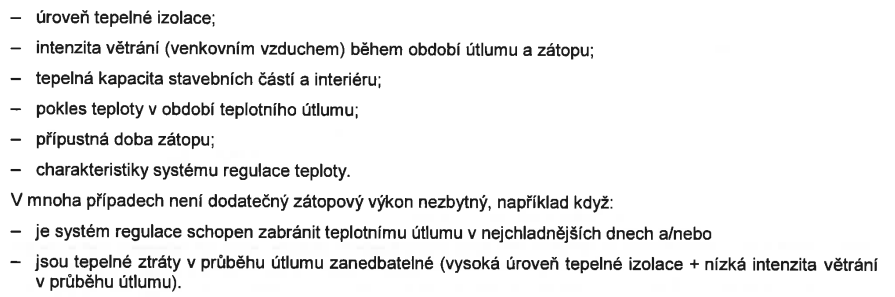 – úroveň tepelné izolace;
– intenzita větrání (venkovním vzduchem) během období útlumu a zátopu;
– tepelná kapacita stavebních částí a interiéru;
– pokles teploty v období teplotního útlumu;
– přípustná doba zátopu;
– charakteristiky systému regulace teploty.
V mnoha případech není dodatečný zátopový výkon nezbytný, například když:
– je systém regulace schopen zabránit teplotnímu útlumu v nejchladnějších dnech a/nebo
– jsou tepelné ztráty v průběhu útlumu zanedbatelné (vysoká úroveň tepelné izolace + nízká intenzita větrání
v průběhu útlumu).